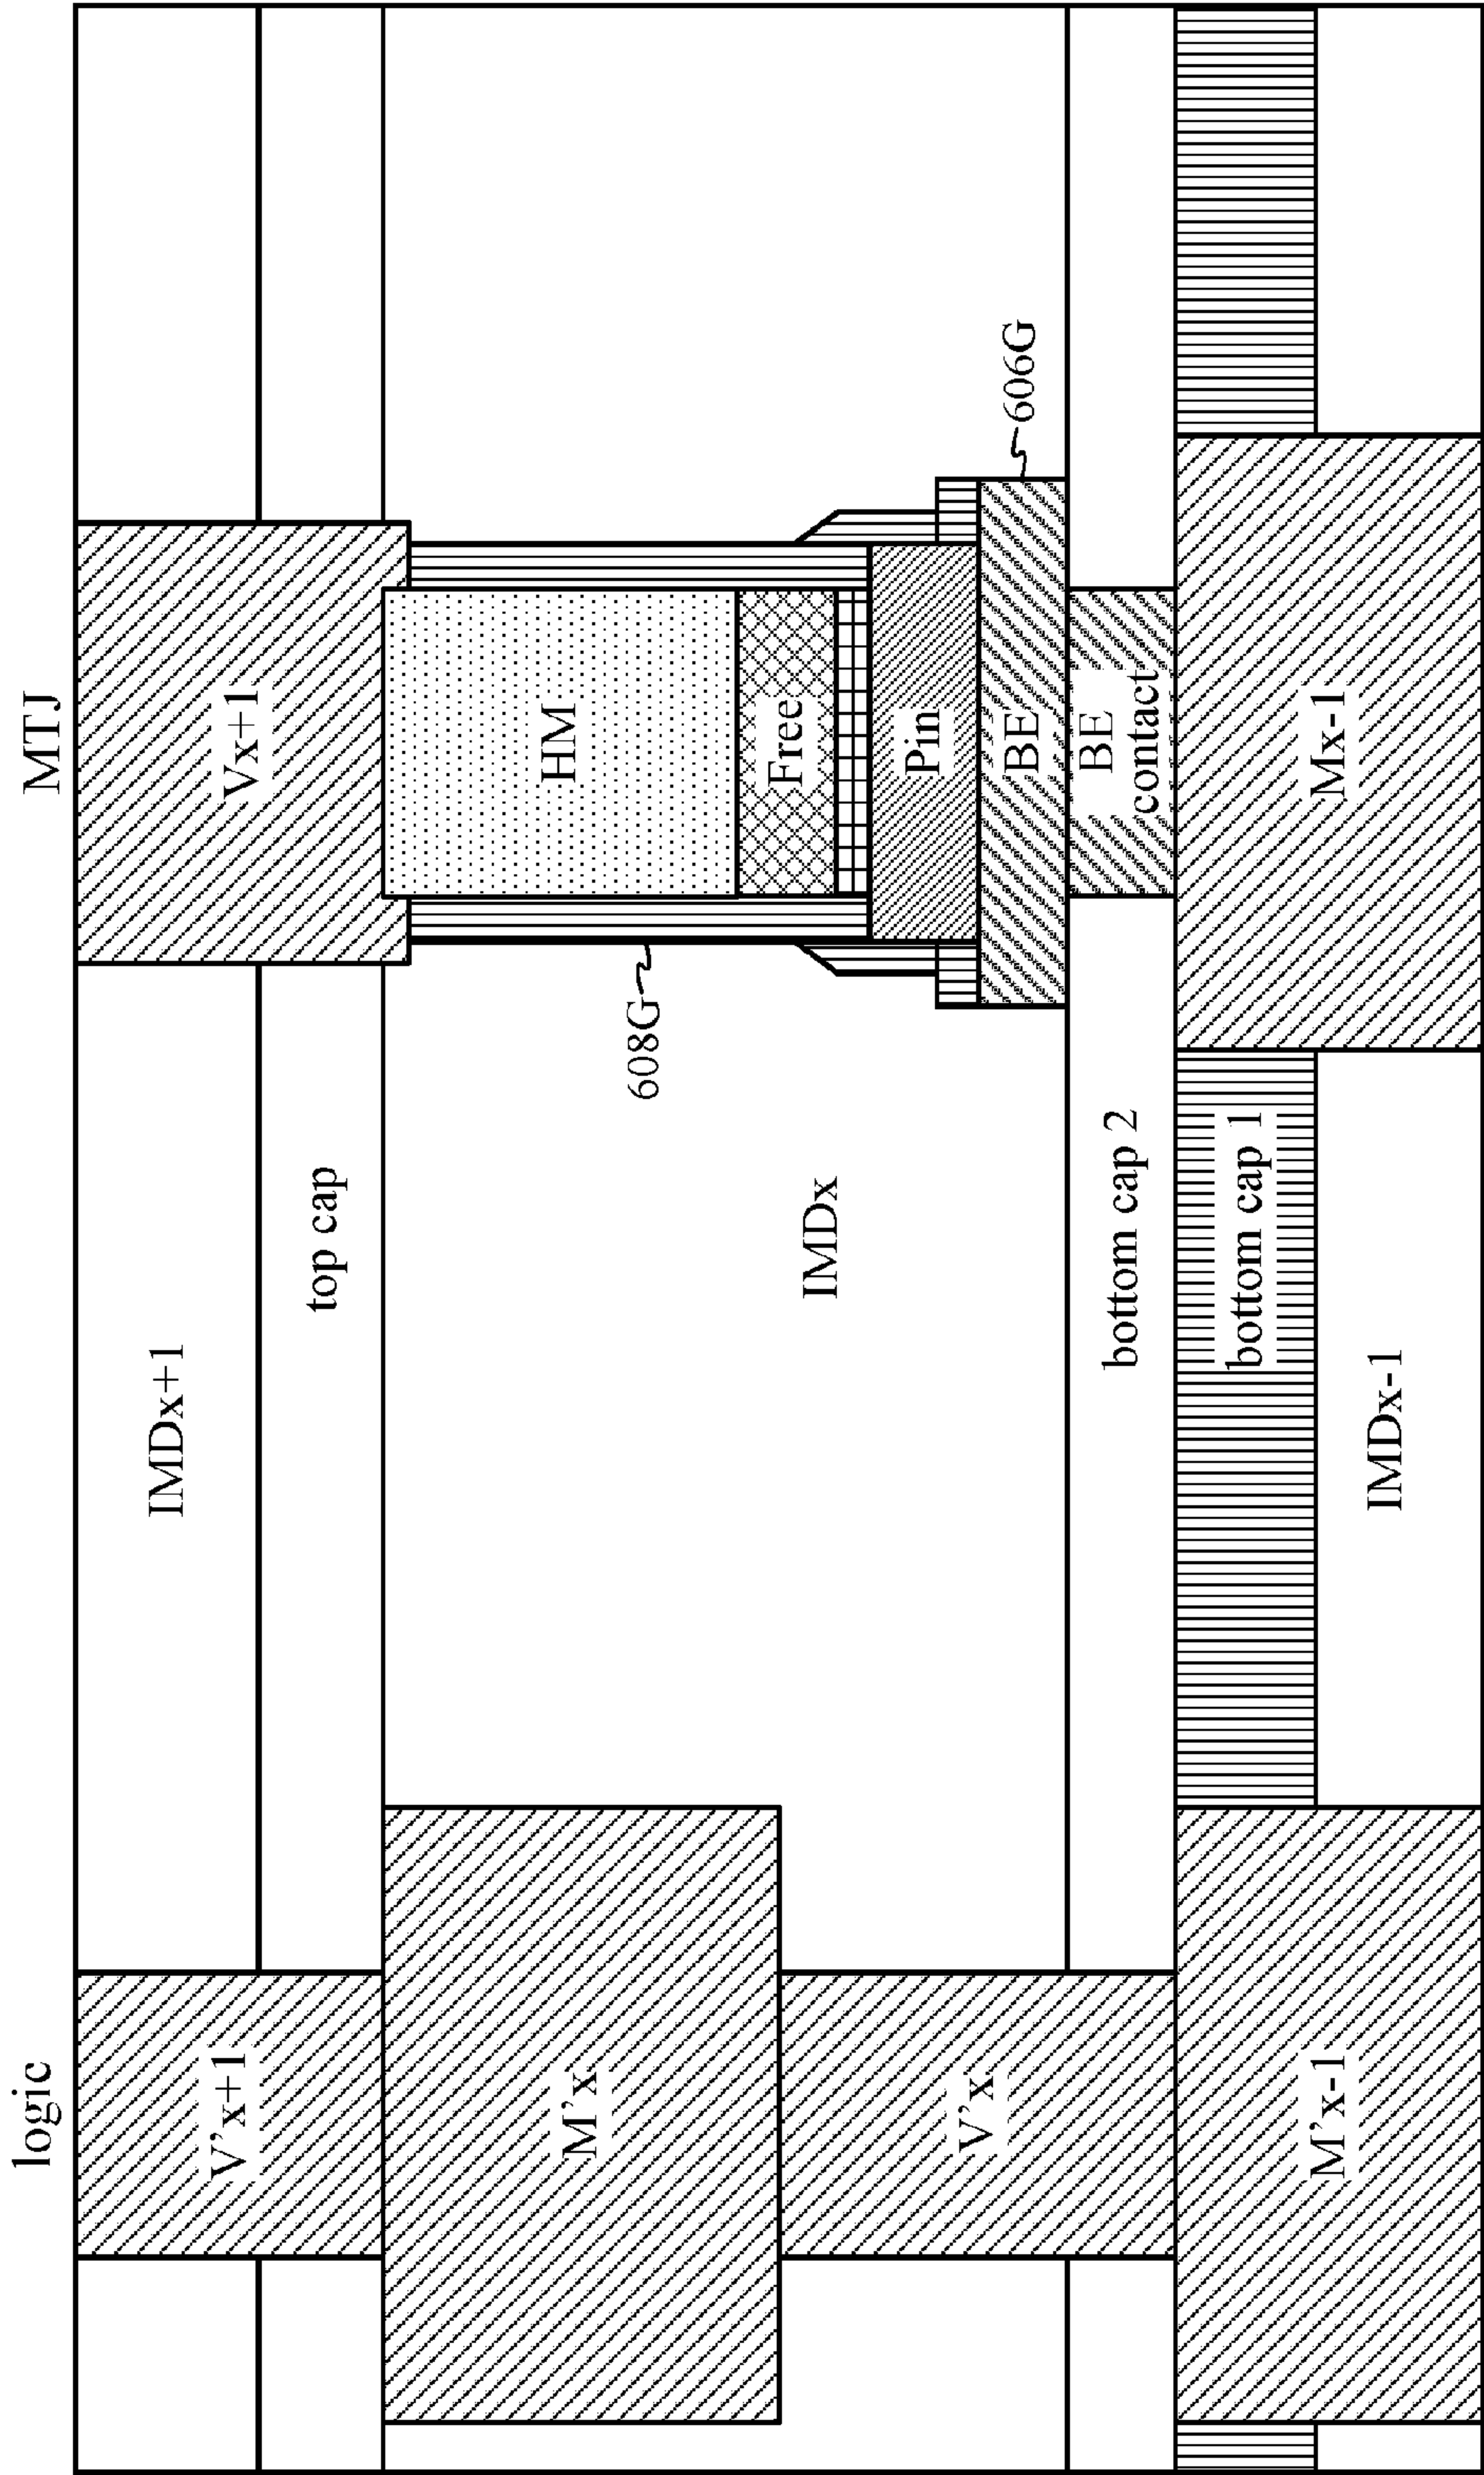 logic
MTJ
V'x+1
IMDx+1
Vx+1
top cap
M'x
HM
608G
Free
IMDx
V'x
Pin
606G
BE
bottom cap 2
BE
contact
bottom cap 1
M'x-1
IMDx-1
Mx-1